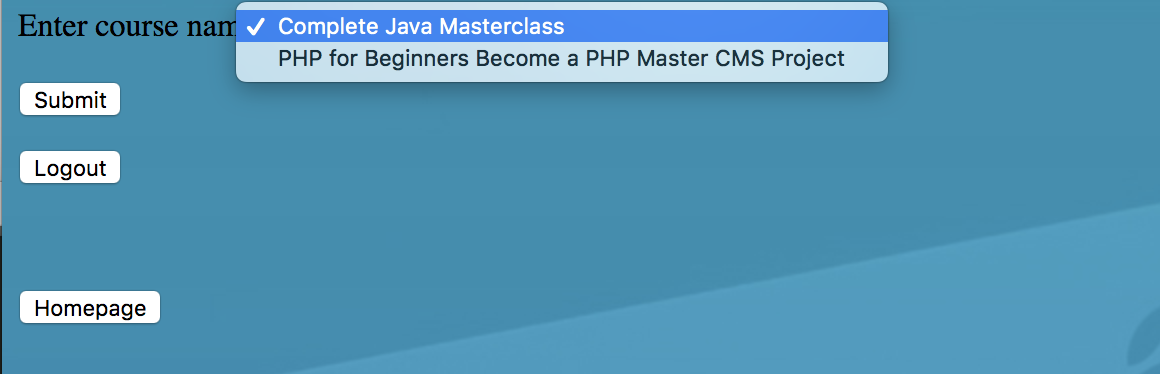 Enter course nam
Complete Java Masterclass
PHP for Beginners Become a PHP Master CMS Project
Submit
Logout
Homepage